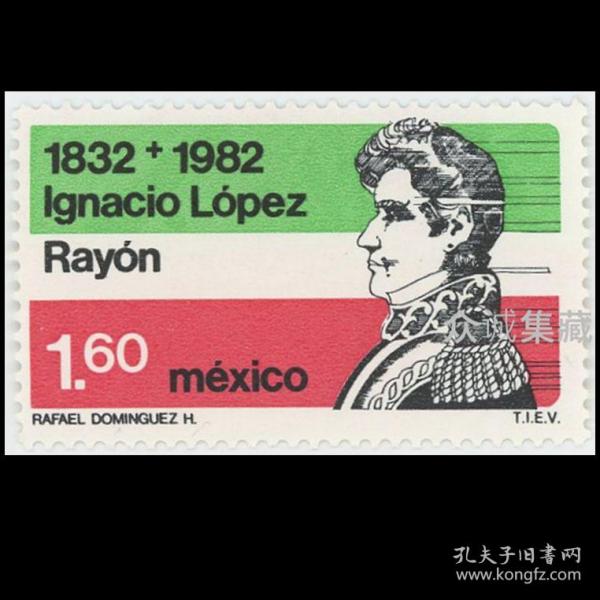 1832 + 1982
Ignacio López
Rayón
1.60 méxico
RAFAEL DOMINGUEZ H.
T.I.E.V.
众诚集藏
孔夫子旧书网
www.kongfz.com